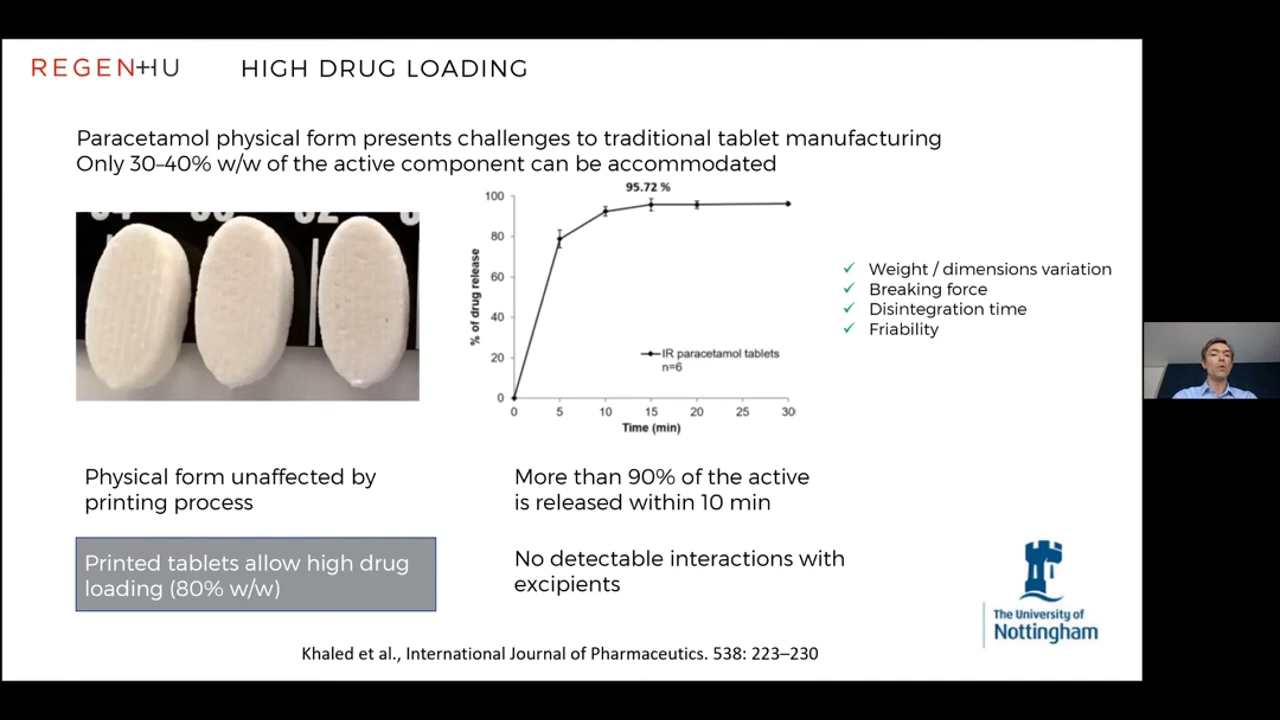 REGENHU
HIGH DRUG LOADING
Paracetamol physical form presents challenges to traditional tablet manufacturing
Only 30–40% w/w of the active component can be accommodated
95.72 %
100
80
60
40
20
0
% of drug release
IR paracetamol tablets
n=6
0 5 10 15 20 25 30
Time (min)
✓ Weight / dimensions variation
✓ Breaking force
✓ Disintegration time
✓ Friability
Physical form unaffected by
printing process
Printed tablets allow high drug
loading (80% w/w)
More than 90% of the active
is released within 10 min
No detectable interactions with
excipients
The University of
Nottingham
Khaled et al., International Journal of Pharmaceutics. 538: 223–230